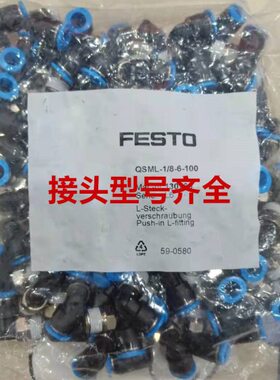 FESTO
QSML-1/8-6-100
接头型号齐全
L-Steck-
verschraubung
Push-in L-fitting
59-0580